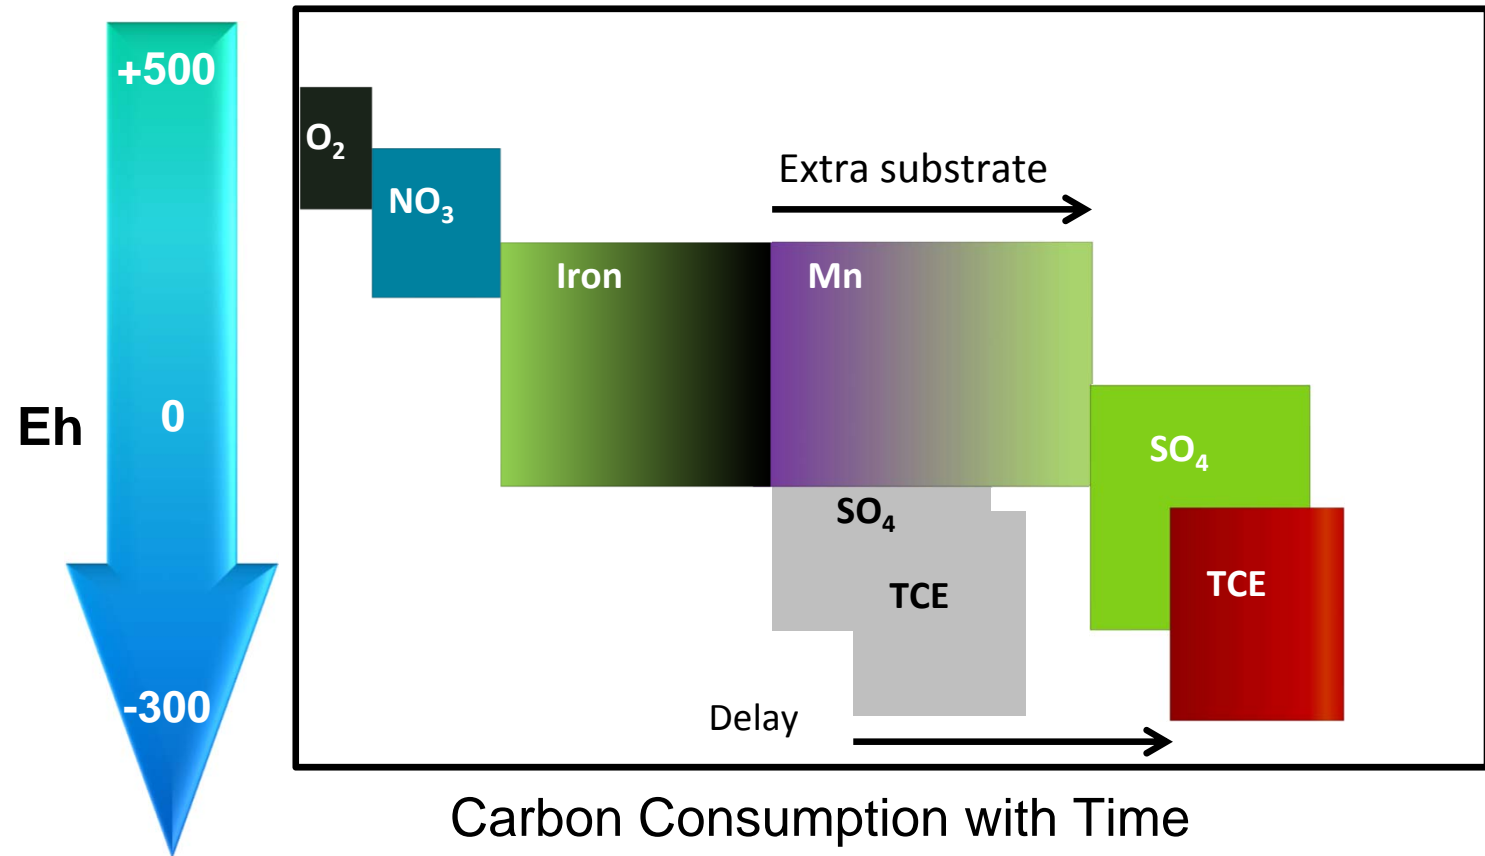 +500
O₂
Extra substrate
NO₃
Iron
Mn
Eh
0
SO₄
SO₄
TCE
TCE
-300
Delay
Carbon Consumption with Time